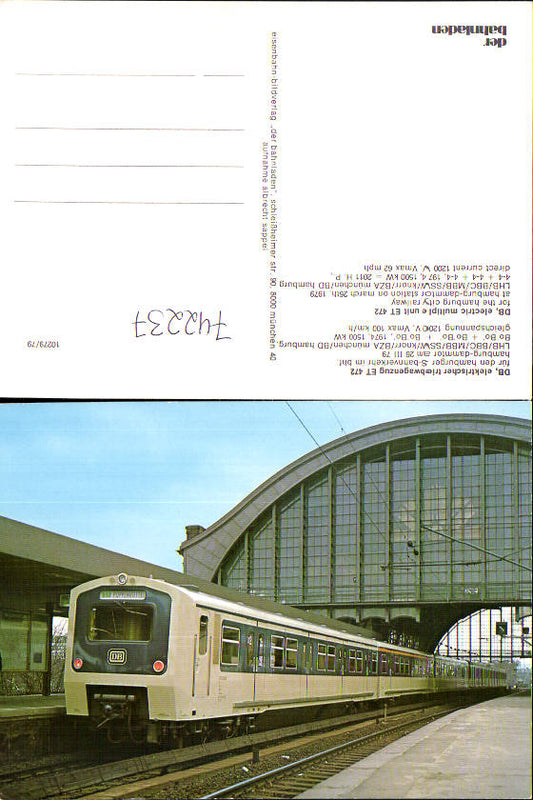 der
bahnladen
DB, elektrischer triebwagenzug ET 472
für den hamburger S-bahnverkehr in bhf.
hamburg-dammtor am 25 III 79
LHB/BBC/MBB/SSW/Knorr/BZA münchen/BD hamburg
Bo', Bo' + Bo', Bo' + Bo', Bo', 1974, 1500 kW
gleichspannung 1200V, Vmax 100 km/h
DB, electric multiple unit ET 472
for the hamburg city railway
at hamburg-dammtor station on march 25th, 1979
LHB/BBC/MBB/SSW/Knorr/BZA münchen/BD hamburg
4-4 + 4-4 + 4-4, 1974, 1500 kW = 2011 H. P.,
direct current 1200 V, Vmax 62 mph
10279/79
eisenbahn-bildverlag „der bahnladen", schleißheimer str. 90, 8000 münchen 40
aufnahme albrecht sappel
742237
DB